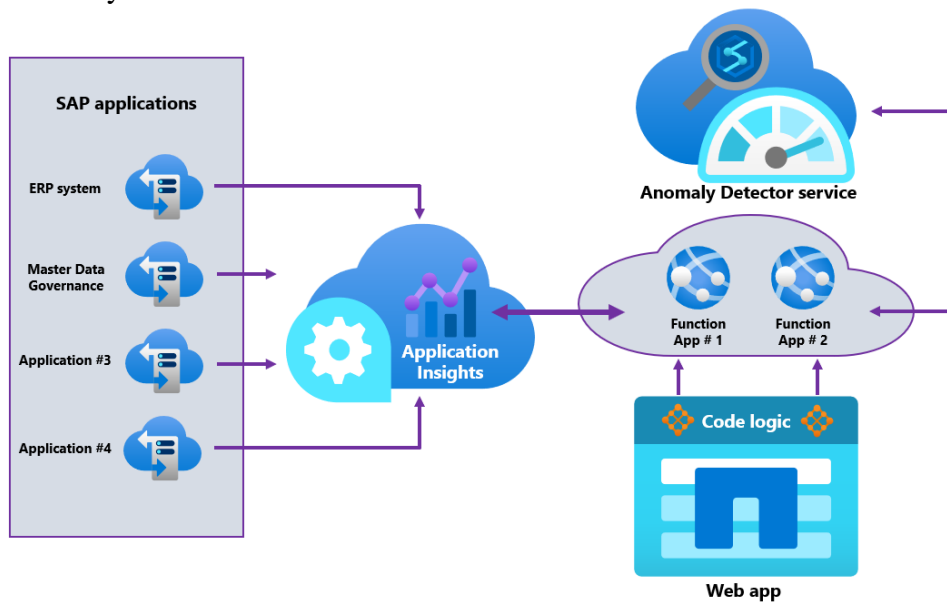 SAP applications
ERP system
Master Data
Governance
Application #3
Application #4
Application
Insights
Anomaly Detector service
Function
App # 1
Function
App # 2
Code logic
Web app